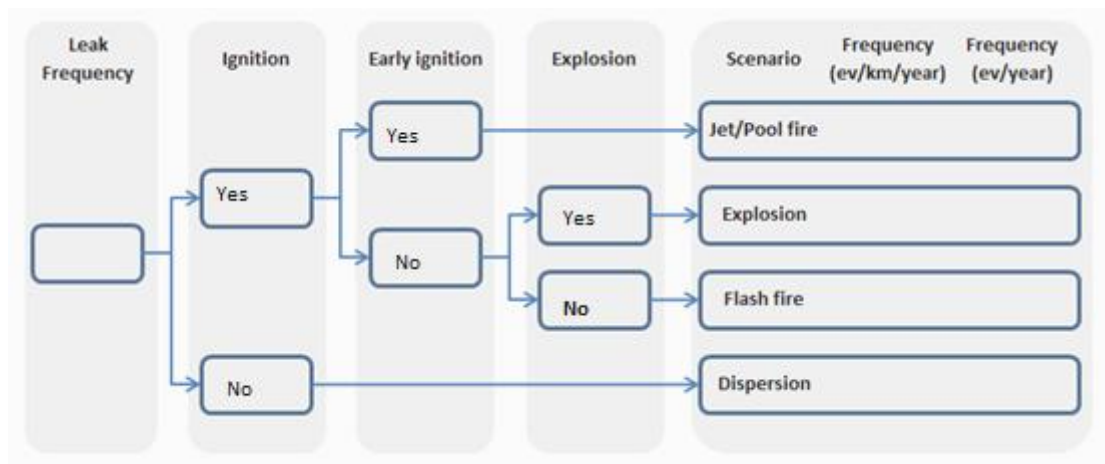 Leak
Frequency
Ignition
Early ignition
Explosion
Scenario
Frequency
(ev/km/year)
Frequency
(ev/year)
Yes
Jet/Pool fire
Yes
Yes
Explosion
No
No
Flash fire
No
Dispersion